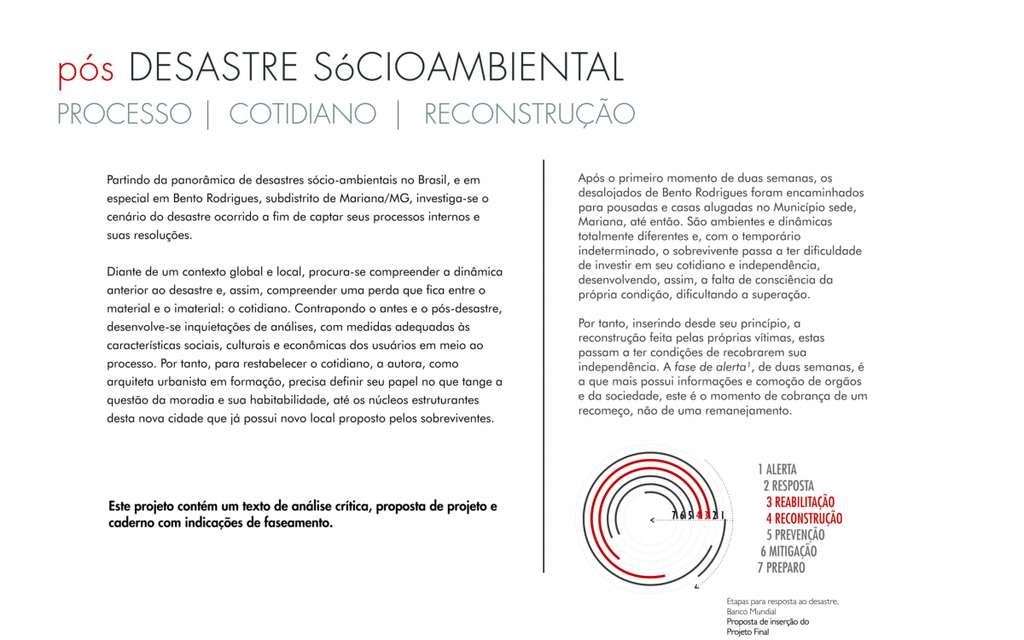 pós DESASTRE SóCIOAMBIENTAL
PROCESSO | COTIDIANO | RECONSTRUÇÃO
Partindo da panorâmica de desastres sócio-ambientais no Brasil, e em
especial em Bento Rodrigues, subdistrito de Mariana/MG, investiga-se o
cenário do desastre ocorrido a fim de captar seus processos internos e
suas resoluções.
Diante de um contexto global e local, procura-se compreender a dinâmica
anterior ao desastre e, assim, compreender uma perda que fica entre o
material e o imaterial: o cotidiano. Contrapondo o antes e o pós-desastre,
desenvolve-se inquietações de análises, com medidas adequadas às
características sociais, culturais e econômicas dos usuários em meio ao
processo. Por tanto, para restabelecer o cotidiano, a autora, como
arquiteta urbanista em formação, precisa definir seu papel no que tange a
questão da moradia e sua habitabilidade, até os núcleos estruturantes
desta nova cidade que já possui novo local proposto pelos sobreviventes.
Este projeto contém um texto de análise crítica, proposta de projeto e
caderno com indicações de faseamento.
Após o primeiro momento de duas semanas, os
desalojados de Bento Rodrigues foram encaminhados
para pousadas e casas alugadas no Município sede,
Mariana, até então. São ambientes e dinâmicas
totalmente diferentes e, com o temporário
indeterminado, o sobrevivente passa a ter dificuldade
de investir em seu cotidiano e independência,
desenvolvendo, assim, a falta de consciência da
própria condição, dificultando a superação.
Por tanto, inserindo desde seu princípio, a
reconstrução feita pelas próprias vítimas, estas
passam a ter condições de recobrarem sua
independência. A fase de alerta¹, de duas semanas, é
a que mais possui informações e comoção de orgãos
e da sociedade, este é o momento de cobrança de um
recomeço, não de uma remanejamento.
7 6 5 4 3 2 1
1 ALERTA
2 RESPOSTA
3 REABILITAÇÃO
4 RECONSTRUÇÃO
5 PREVENÇÃO
6 MITIGAÇÃO
7 PREPARO
Etapas para resposta ao desastre,
Banco Mundial
Proposta de inserção do
Projeto Final